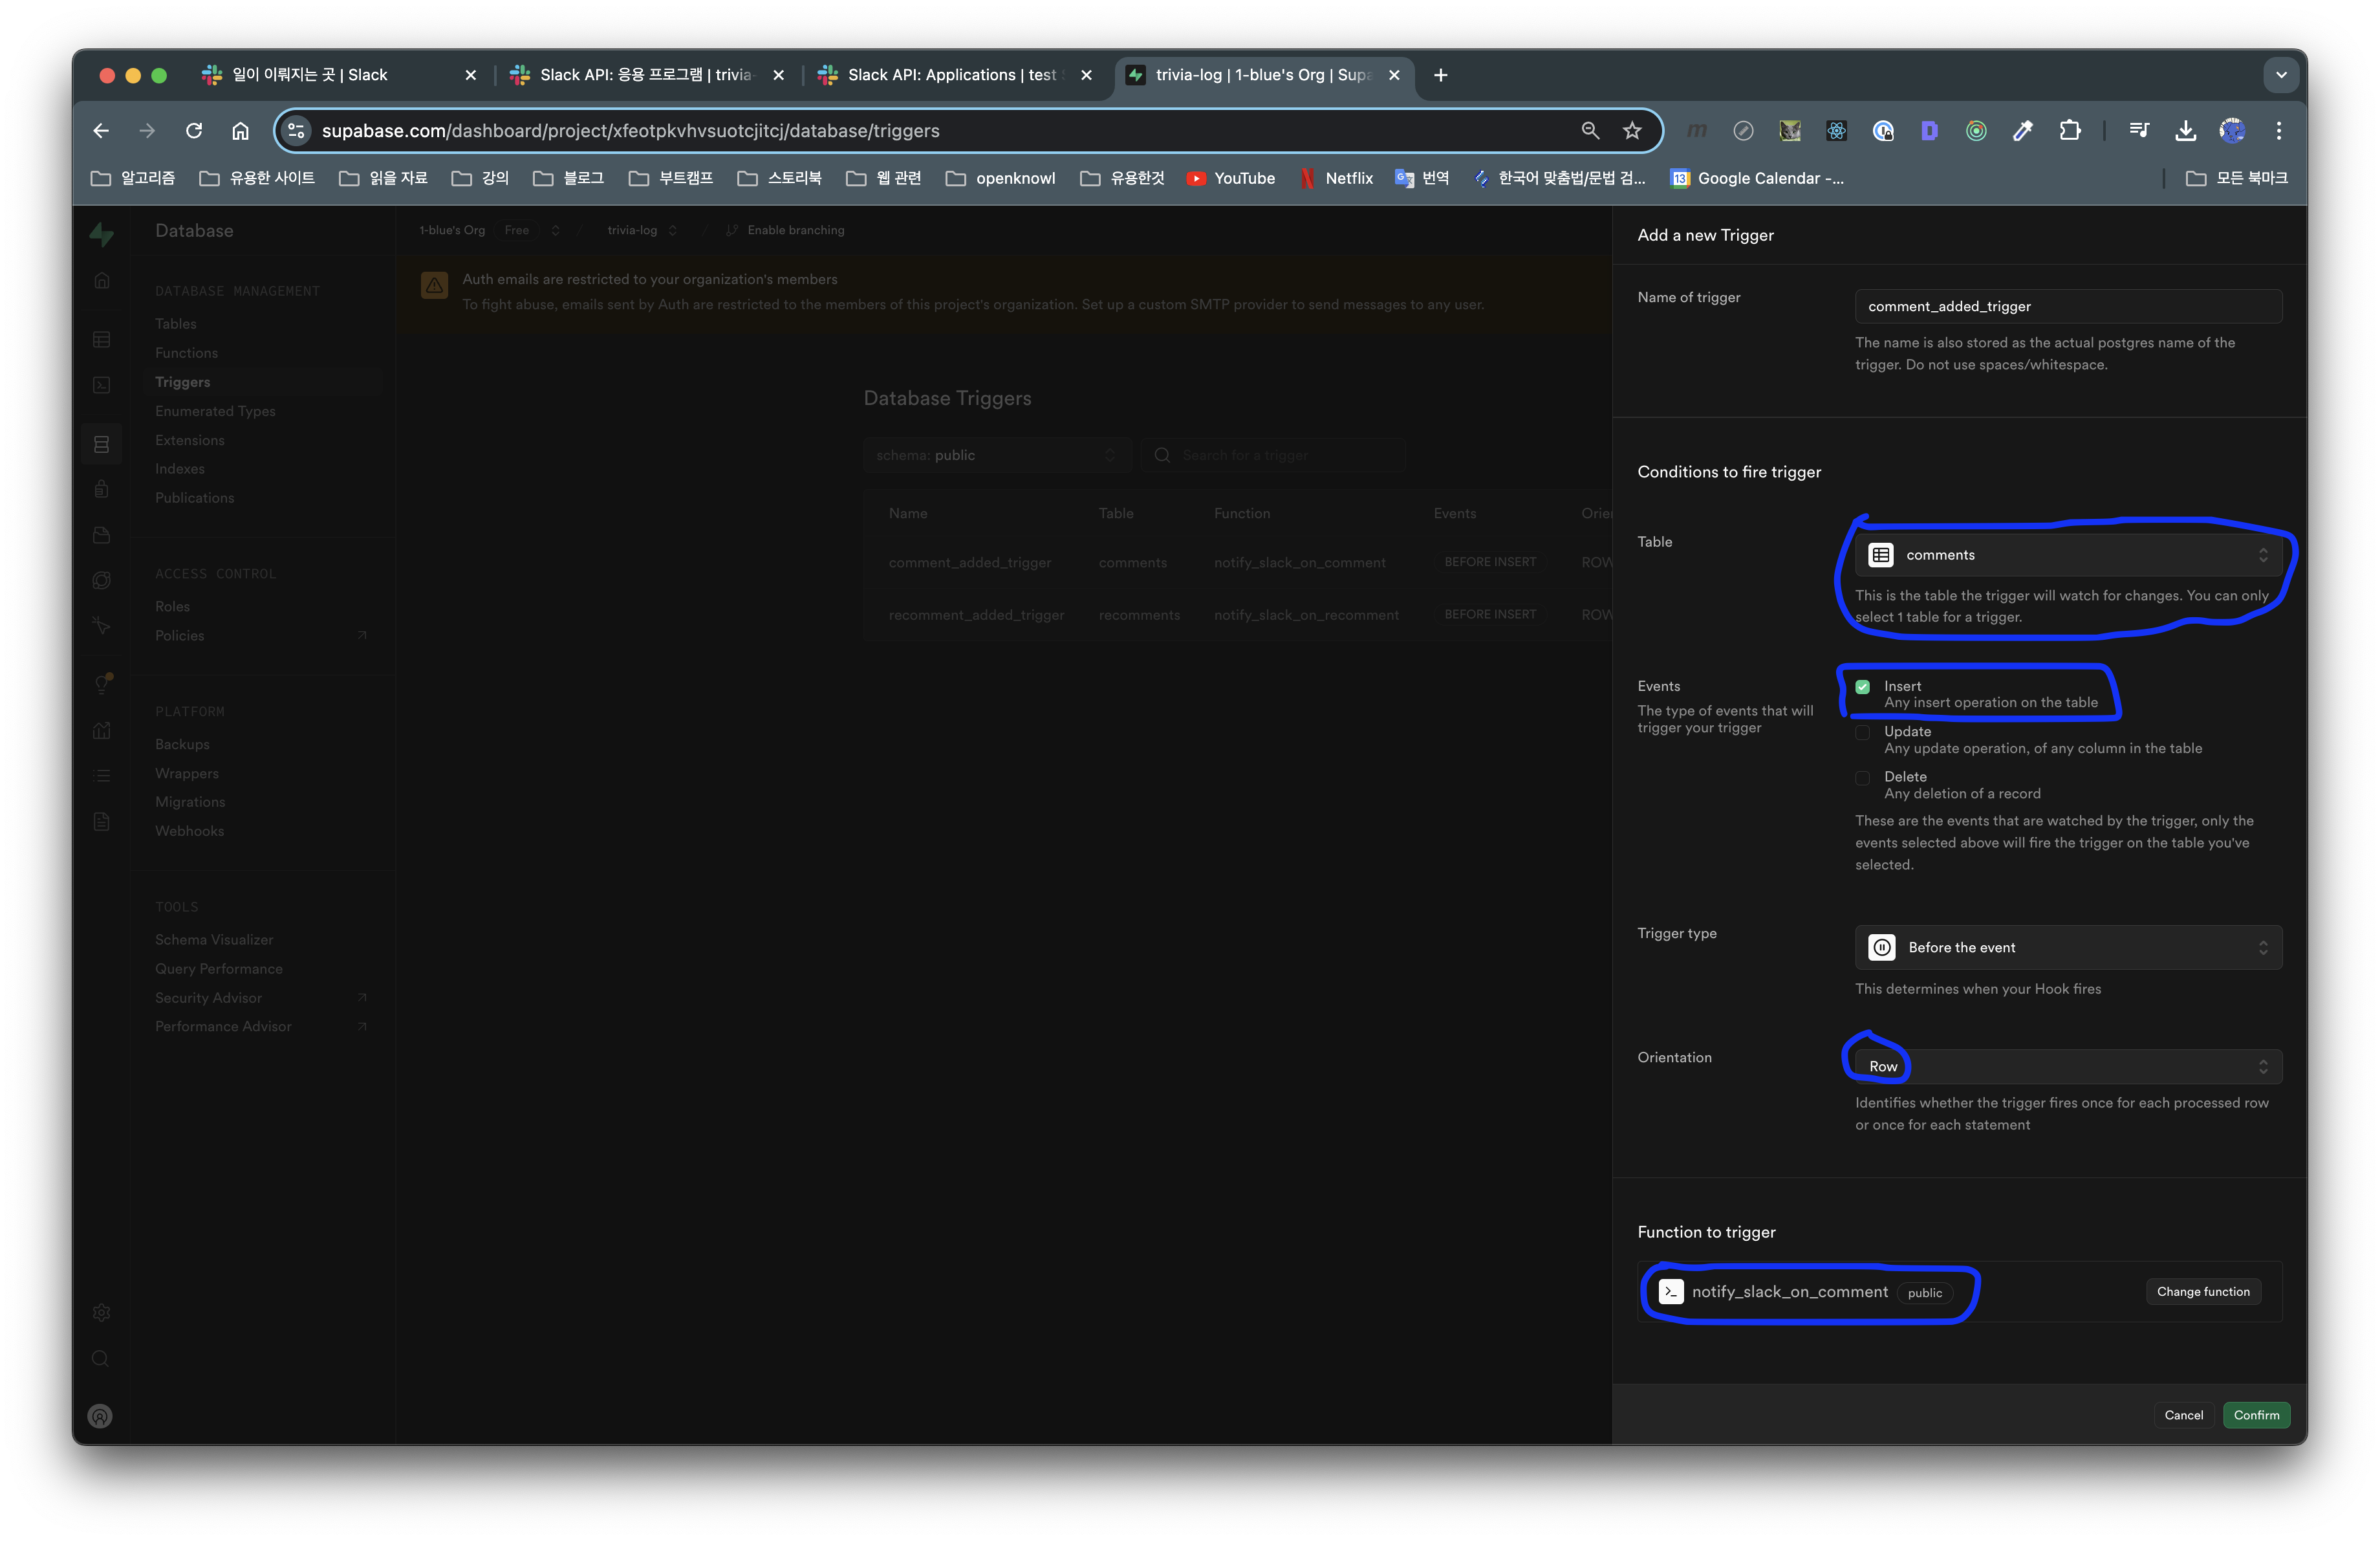 일이 이뤄지는 곳 | Slack
Slack API: 응용 프로그램 | trivia-
Slack API: Applications | test
trivia-log | 1-blue's Org | Supa
supabase.com/dashboard/project/xfeotpkvhvsuotcjitcj/database/triggers
알고리즘
유용한 사이트
읽을 자료
강의
블로그
부트캠프
스토리북
웹 관련
openknowl
유용한것
YouTube
Netflix
번역
한국어 맞춤법/문법 검...
13
Google Calendar -...
모든 북마크
Database
1-blue's Org
Free
/
trivia-log
/
Enable branching
Auth emails are restricted to your organization's members
To fight abuse, emails sent by Auth are restricted to the members of this project's organization. Set up a custom SMTP provider to send messages to any user.
DATABASE MANAGEMENT
Tables
Functions
Triggers
Enumerated Types
Extensions
Indexes
Publications
ACCESS CONTROL
Roles
Policies
PLATFORM
Backups
Wrappers
Migrations
Webhooks
TOOLS
Schema Visualizer
Query Performance
Security Advisor
Performance Advisor
Database Triggers
schema: public
Search for a trigger
Name
Table
Function
Events
Orien
comment_added_trigger
comments
notify_slack_on_comment
BEFORE INSERT
ROW
recomment_added_trigger
recomments
notify_slack_on_recomment
BEFORE INSERT
ROW
Add a new Trigger
Name of trigger
comment_added_trigger
The name is also stored as the actual postgres name of the
trigger. Do not use spaces/whitespace.
Conditions to fire trigger
Table
comments
This is the table the trigger will watch for changes. You can only
select 1 table for a trigger.
Events
The type of events that will
trigger your trigger
Insert
Any insert operation on the table
Update
Any update operation, of any column in the table
Delete
Any deletion of a record
These are the events that are watched by the trigger, only the
events selected above will fire the trigger on the table you've
selected.
Trigger type
Before the event
This determines when your Hook fires
Orientation
Row
Identifies whether the trigger fires once for each processed row
or once for each statement
Function to trigger
notify_slack_on_comment
public
Change function
Cancel
Confirm